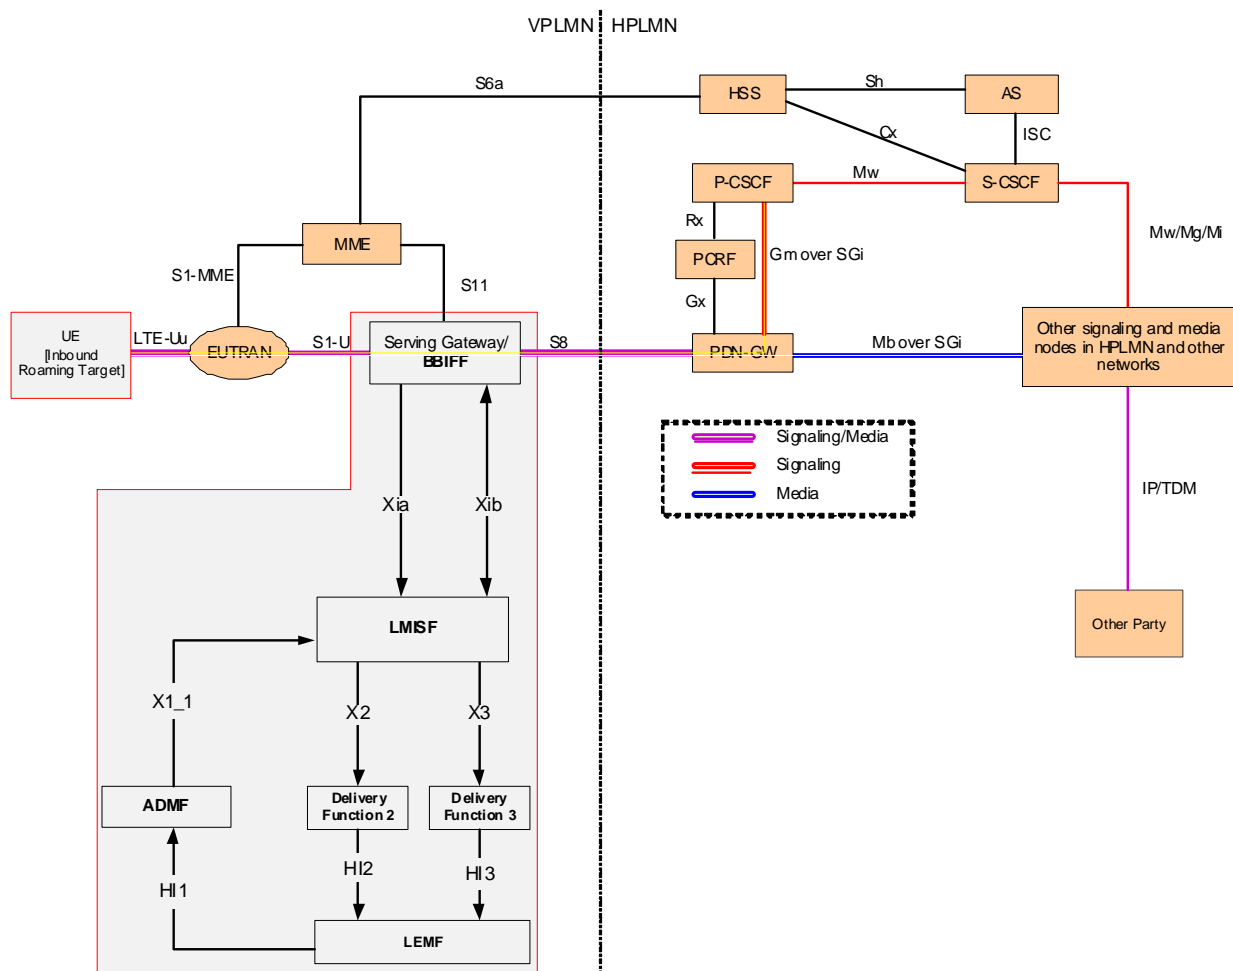 VPLMN
HPLMN
S6a
HSS
Sh
AS
Cx
ISC
P-CSCF
Mw
S-CSCF
Rx
MME
PCRF
Gm over SGi
Mw/Mg/Mi
S1-MME
S11
Gx
UE
[Inbound
Roaming Target]
LTE-Uu
EUTRAN
S1-U
Serving Gateway/
BBIFF
S8
PDN-GW
Mb over SGi
Other signaling and media
nodes in HPLMN and other
networks
Signaling/Media
Signaling
Media
Xia
Xib
IP/TDM
LMISF
Other Party
X1_1
X2
X3
ADMF
Delivery
Function 2
Delivery
Function 3
HI1
HI2
HI3
LEMF